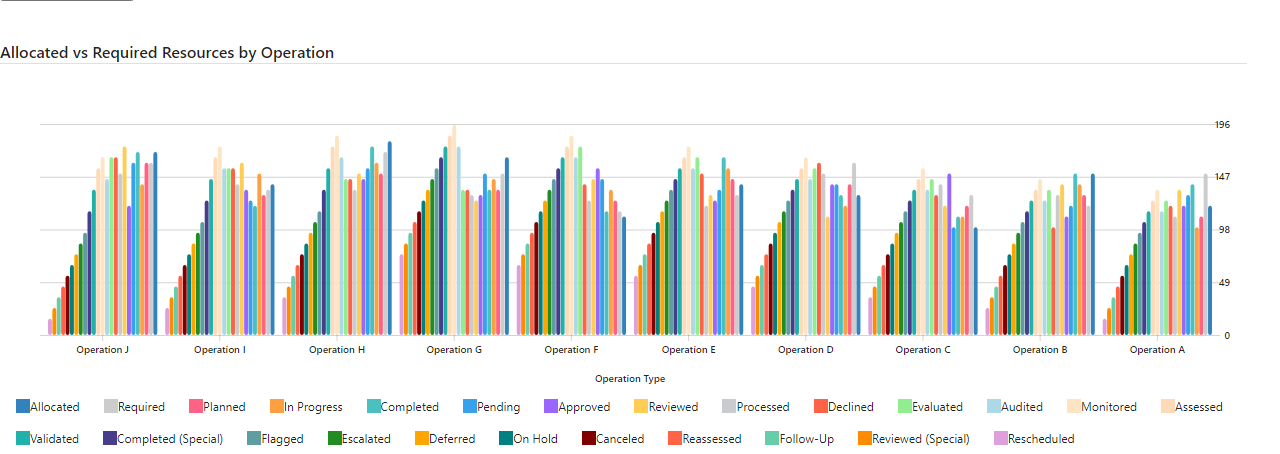 Allocated vs Required Resources by Operation
196
147
98
49
0
Operation J Operation I Operation H Operation G Operation F Operation E Operation D Operation C Operation B Operation A
Operation Type
Allocated Required Planned In Progress Completed Pending Approved Reviewed Processed Declined Evaluated Audited Monitored Assessed
Validated Completed (Special) Flagged Escalated Deferred On Hold Canceled Reassessed Follow-Up Reviewed (Special) Rescheduled